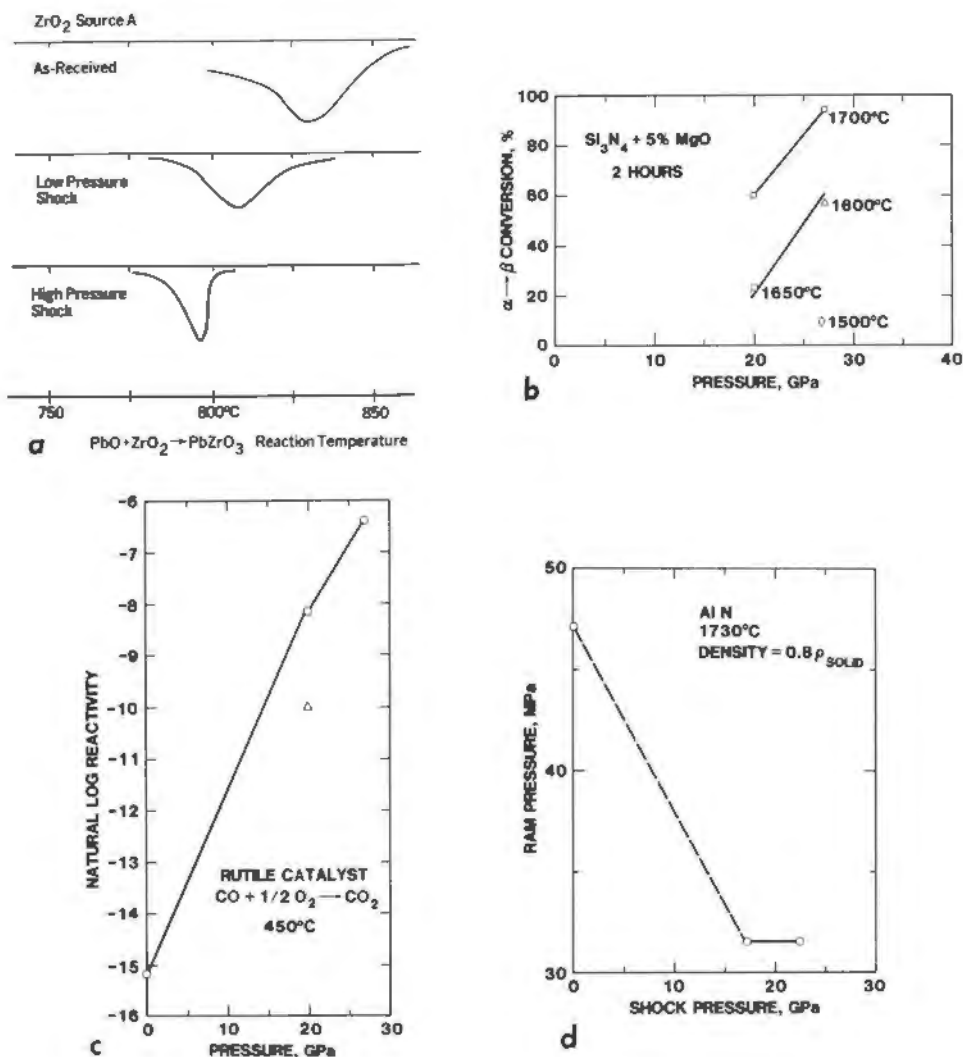 ZrO₂ Source A
As-Received
Low Pressure
Shock
High Pressure
Shock
750 800°C 850
a PbO+ZrO₂→PbZrO₃ Reaction Temperature
100
80
60
40
20
0
α → β CONVERSION, %
Si₃N₄ + 5% MgO
2 HOURS
1700°C
1600°C
1650°C
1500°C
0 10 20 30 40
PRESSURE, GPa
b
-6
-7
-8
-9
-10
-11
-12
-13
-14
-15
-16
NATURAL LOG REACTIVITY
RUTILE CATALYST
CO + 1/2 O₂ → CO₂
450°C
0 10 20 30
PRESSURE, GPa
c
50
40
30
RAM PRESSURE, MPa
Al N
1730°C
DENSITY = 0.8 ρ SOLID
0 10 20 30
SHOCK PRESSURE, GPa
d